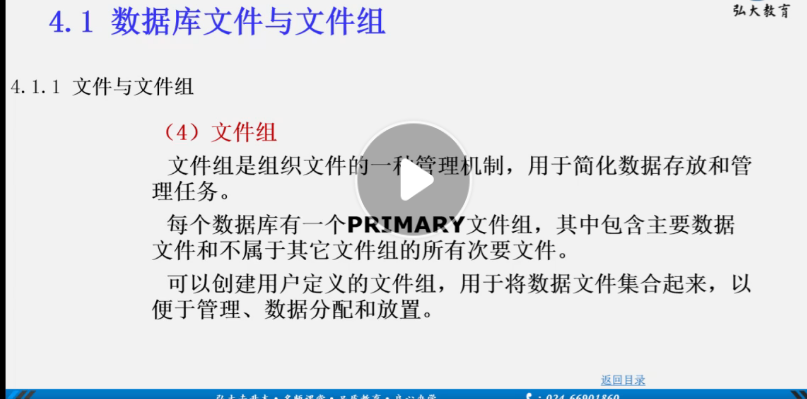 4.1 数据库文件与文件组
弘大教育
4.1.1 文件与文件组
（4）文件组
文件组是组织文件的一种管理机制，用于简化数据存放和管
理任务。
每个数据库有一个PRIMARY文件组，其中包含主要数据
文件和不属于其它文件组的所有次要文件。
可以创建用户定义的文件组，用于将数据文件集合起来，以
便于管理、数据分配和放置。
返回目录